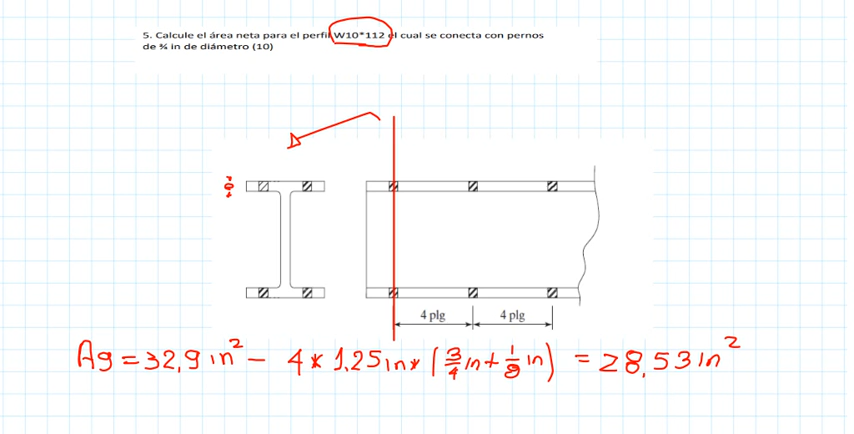 5. Calcule el área neta para el perfil W10*112 el cual se conecta con pernos
de ¾ in de diámetro (10)
4 plg 4 plg
Ag = 32,9 in² - 4 * 1,25 in * ( 3/4 in + 1/8 in ) = 28,53 in²